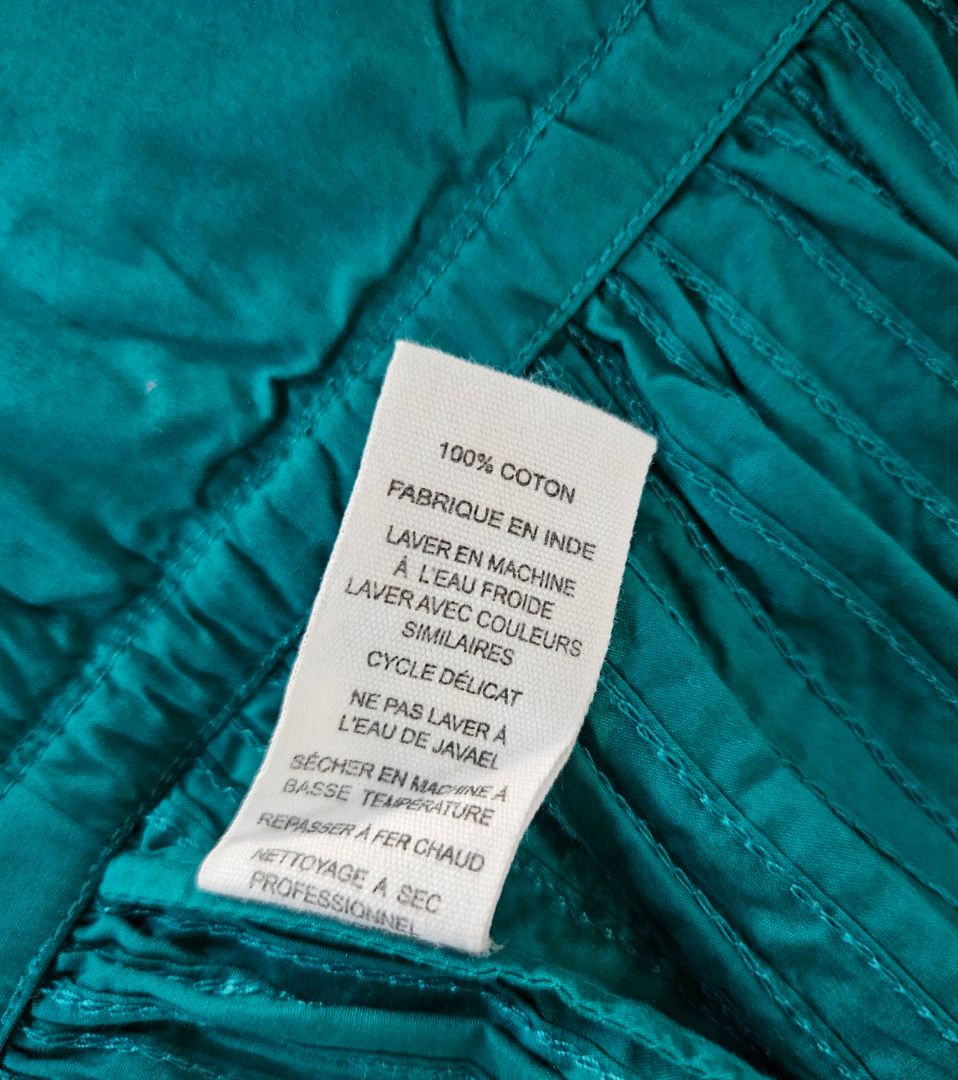 100% COTON
FABRIQUE EN INDE
LAVER EN MACHINE
À L'EAU FROIDE
LAVER AVEC COULEURS
SIMILAIRES
CYCLE DÉLICAT
NE PAS LAVER À
L'EAU DE JAVAEL
SÉCHER EN MACHINE À
BASSE TEMPÉRATURE
REPASSER À FER CHAUD
NETTOYAGE A SEC
PROFESSIONNEL